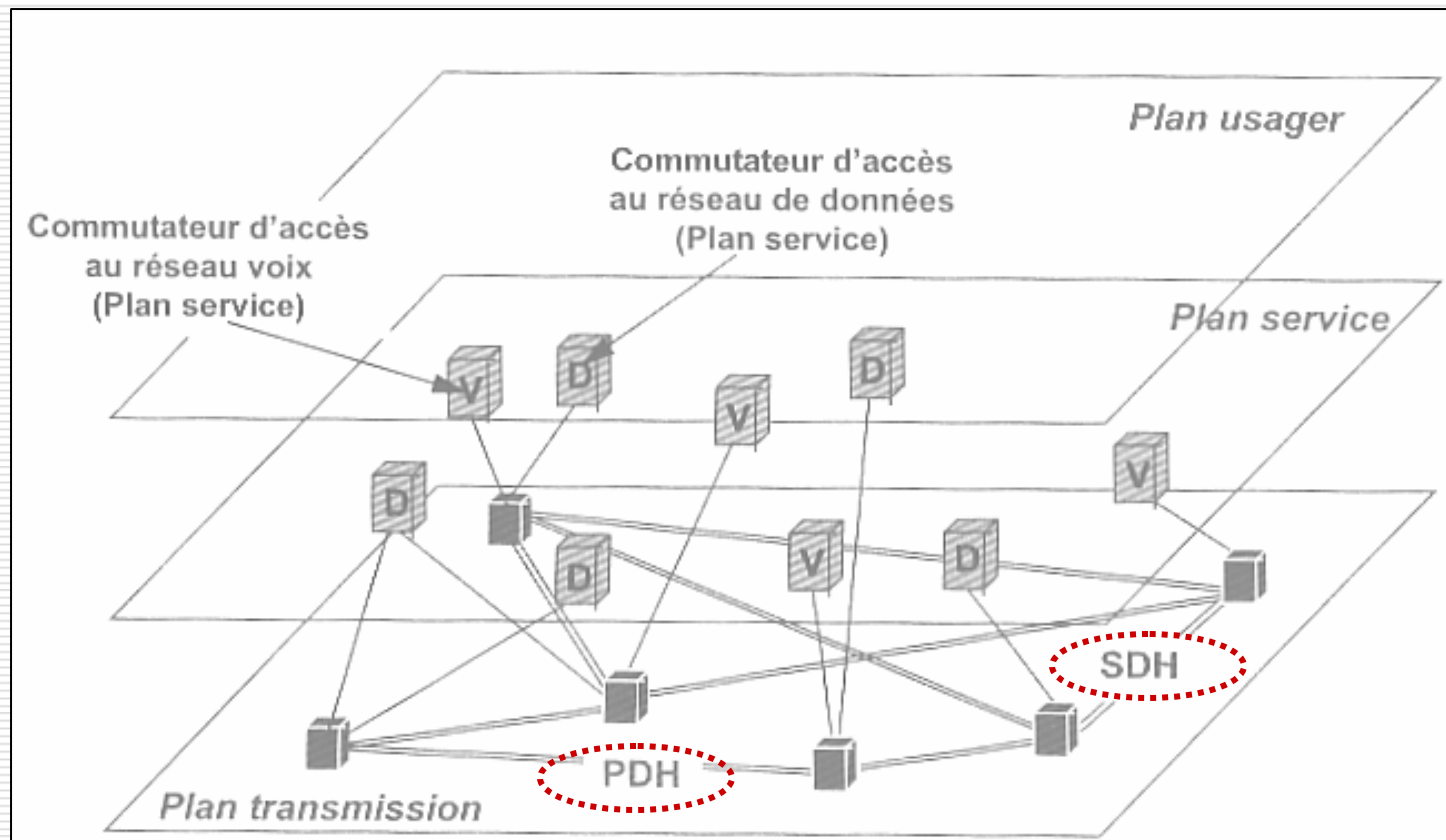 Plan usager
Commutateur d'accès
au réseau de données
(Plan service)
Commutateur d'accès
au réseau voix
(Plan service)
Plan service
V
D
D
V
V
D
D
V
D
SDH
PDH
Plan transmission